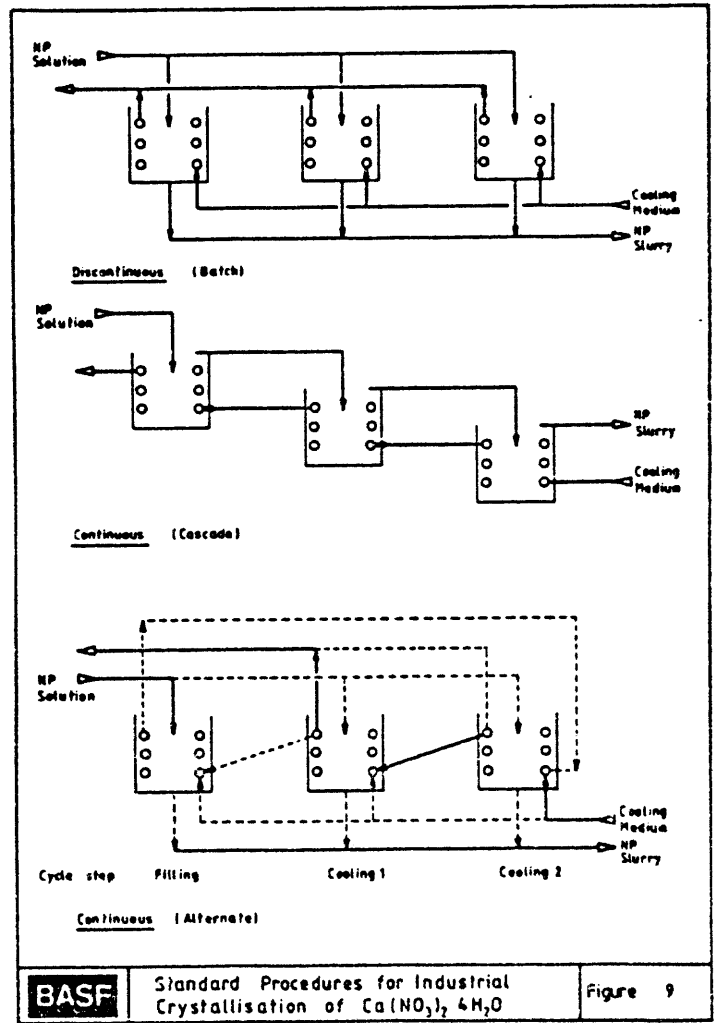 NP
Solution
Cooling
Medium
NP
Slurry
Discontinuous (Batch)
NP
Solution
NP
Slurry
Cooling
Medium
Continuous (Cascade)
NP
Solution
Cooling
Medium
NP
Slurry
Cycle step Filling Cooling 1 Cooling 2
Continuous (Alternate)
BASF
Standard Procedures for Industrial
Crystallisation of Ca(NO₃)₂ 4H₂O
Figure 9